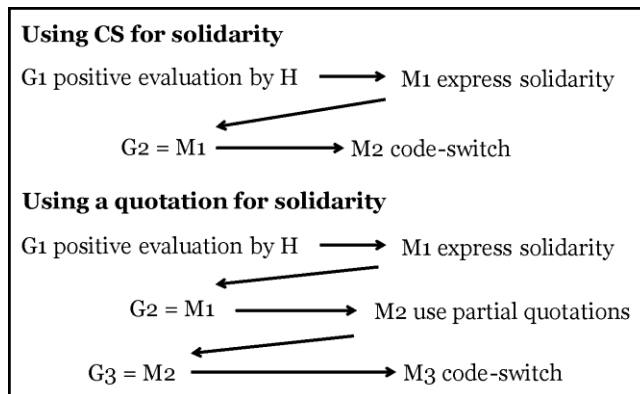 Using CS for solidarity
G1 positive evaluation by H M1 express solidarity
G2 = M1 M2 code-switch
Using a quotation for solidarity
G1 positive evaluation by H M1 express solidarity
G2 = M1 M2 use partial quotations
G3 = M2 M3 code-switch